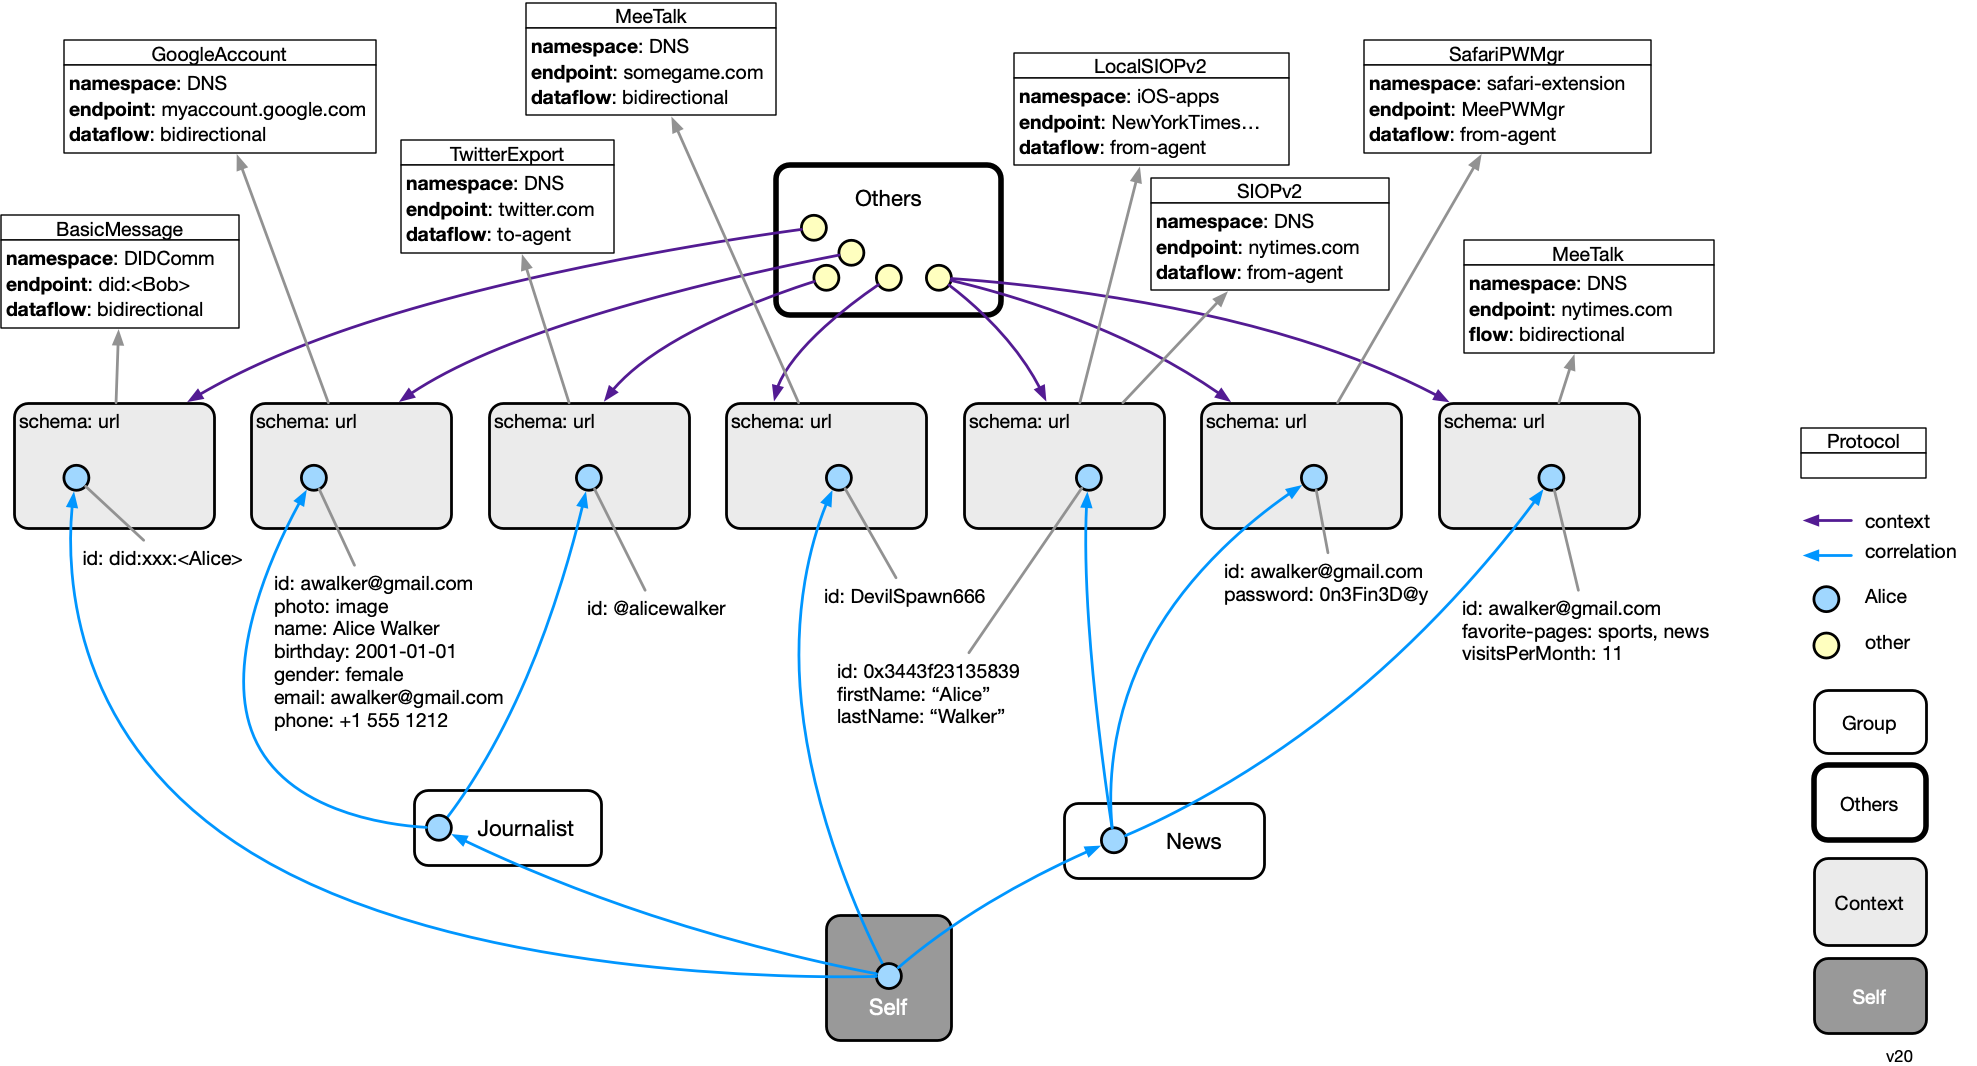 MeeTalk
namespace: DNS
endpoint: somegame.com
dataflow: bidirectional
GoogleAccount
namespace: DNS
endpoint: myaccount.google.com
dataflow: bidirectional
LocalSIOPv2
namespace: iOS-apps
endpoint: NewYorkTimes…
dataflow: from-agent
SafariPWMgr
namespace: safari-extension
endpoint: MeePWMgr
dataflow: from-agent
TwitterExport
namespace: DNS
endpoint: twitter.com
dataflow: to-agent
Others
SIOPv2
namespace: DNS
endpoint: nytimes.com
dataflow: from-agent
BasicMessage
namespace: DIDComm
endpoint: did:<Bob>
dataflow: bidirectional
MeeTalk
namespace: DNS
endpoint: nytimes.com
flow: bidirectional
schema: url
schema: url
schema: url
schema: url
schema: url
schema: url
schema: url
id: did:xxx:<Alice>
id: awalker@gmail.com
photo: image
name: Alice Walker
birthday: 2001-01-01
gender: female
email: awalker@gmail.com
phone: +1 555 1212
id: @alicewalker
id: DevilSpawn666
id: 0x3443f23135839
firstName: “Alice”
lastName: “Walker”
id: awalker@gmail.com
password: 0n3Fin3D@y
id: awalker@gmail.com
favorite-pages: sports, news
visitsPerMonth: 11
Journalist
News
Self
Protocol
context
correlation
Alice
other
Group
Others
Context
Self
v20